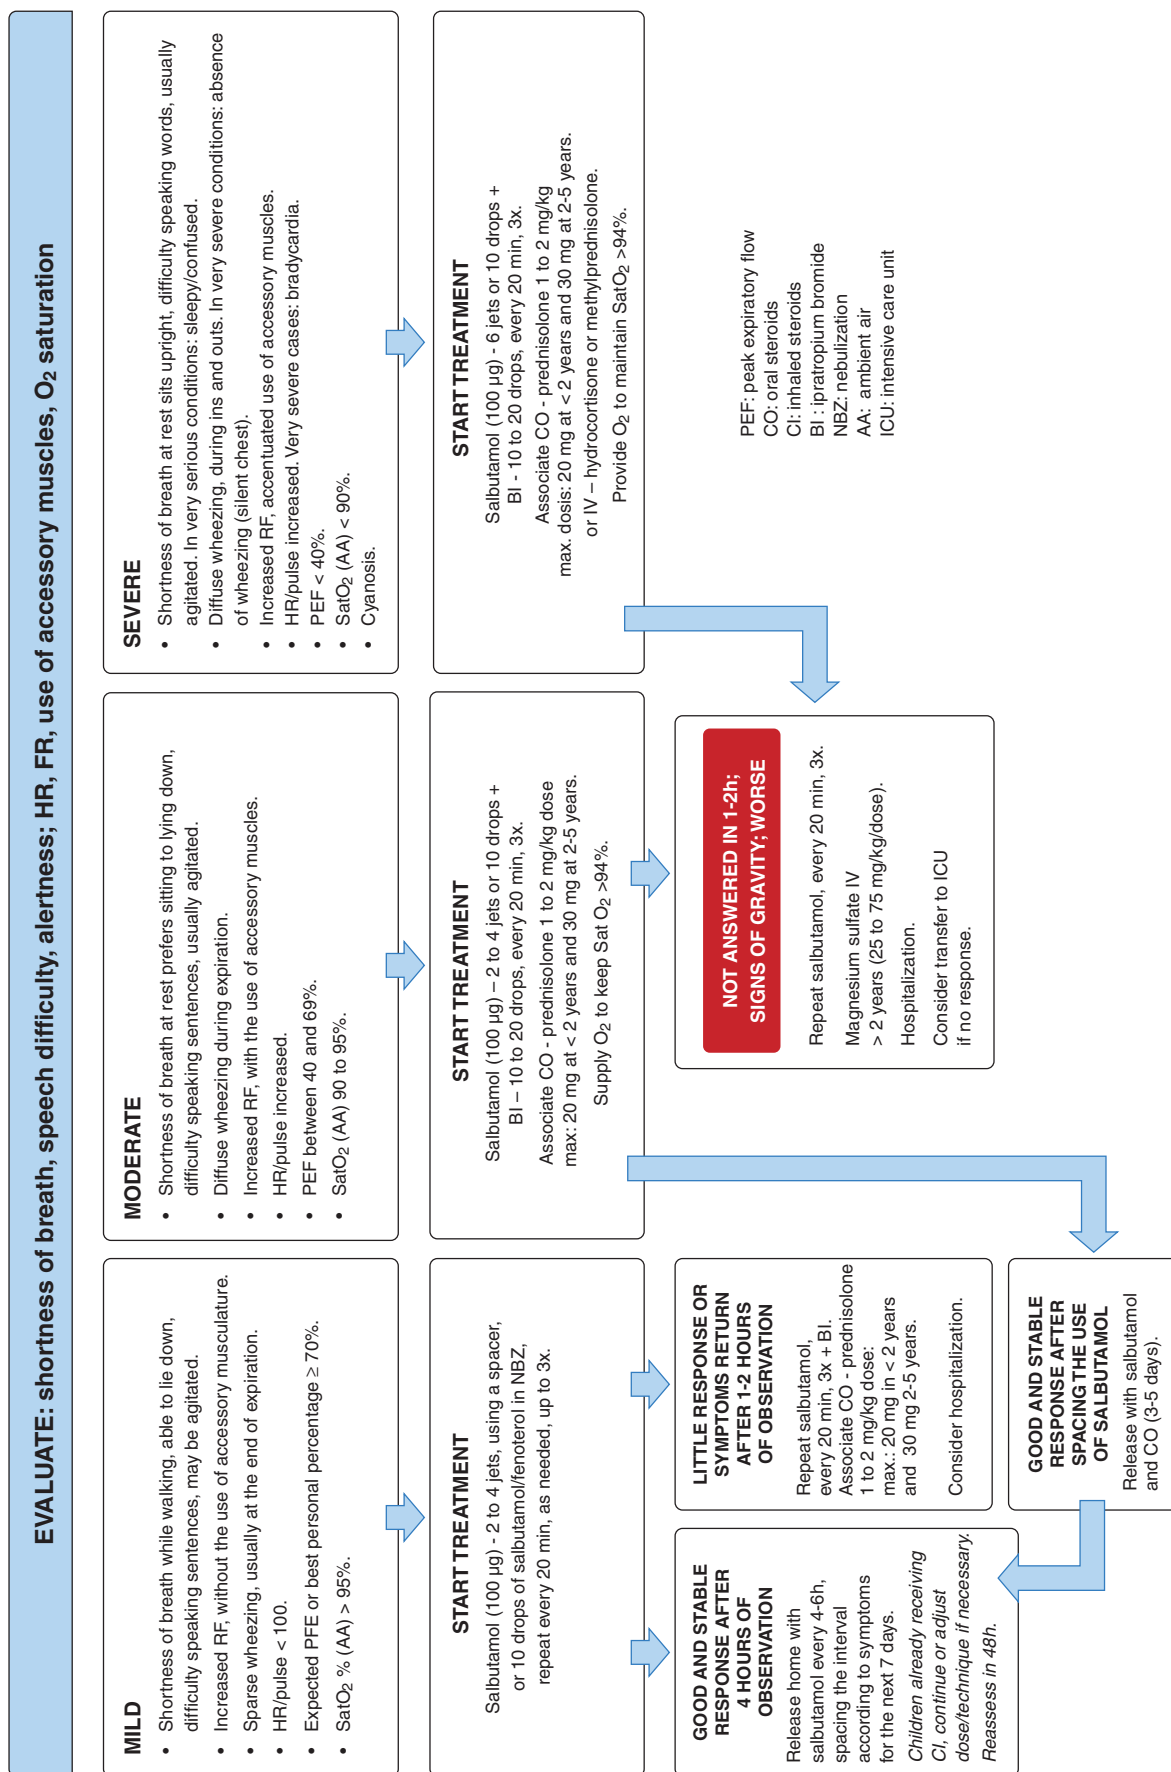 EVALUATE: shortness of breath, speech difficulty, alertness; HR, FR, use of accessory muscles, O2 saturation
MILD
• Shortness of breath while walking, able to lie down,
difficulty speaking sentences, may be agitated.
• Increased RF, without the use of accessory musculature.
• Sparse wheezing, usually at the end of expiration.
• HR/pulse < 100.
• Expected PFE or best personal percentage ≥ 70%.
• SatO2 % (AA) > 95%.
MODERATE
• Shortness of breath at rest prefers sitting to lying down,
difficulty speaking sentences, usually agitated.
• Diffuse wheezing during expiration.
• Increased RF, with the use of accessory muscles.
• HR/pulse increased.
• PEF between 40 and 69%.
• SatO2 (AA) 90 to 95%.
SEVERE
• Shortness of breath at rest sits upright, difficulty speaking words, usually
agitated. In very serious conditions: sleepy/confused.
• Diffuse wheezing, during ins and outs. In very severe conditions: absence
of wheezing (silent chest).
• Increased RF, accentuated use of accessory muscles.
• HR/pulse increased. Very severe cases: bradycardia.
• PEF < 40%.
• SatO2 (AA) < 90%.
• Cyanosis.
START TREATMENT
Salbutamol (100 µg) - 2 to 4 jets, using a spacer,
or 10 drops of salbutamol/fenoterol in NBZ,
repeat every 20 min, as needed, up to 3x.
START TREATMENT
Salbutamol (100 µg) – 2 to 4 jets or 10 drops +
BI – 10 to 20 drops, every 20 min, 3x.
Associate CO - prednisolone 1 to 2 mg/kg dose
max: 20 mg at < 2 years and 30 mg at 2-5 years.
Supply O2 to keep Sat O2 >94%.
START TREATMENT
Salbutamol (100 µg) - 6 jets or 10 drops +
BI - 10 to 20 drops, every 20 min, 3x.
Associate CO - prednisolone 1 to 2 mg/kg
max. dosis: 20 mg at < 2 years and 30 mg at 2-5 years.
or IV – hydrocortisone or methylprednisolone.
Provide O2 to maintain SatO2 >94%.
GOOD AND STABLE
RESPONSE AFTER
4 HOURS OF
OBSERVATION
Release home with
salbutamol every 4-6h,
spacing the interval
according to symptoms
for the next 7 days.
Children already receiving
CI, continue or adjust
dose/technique if necessary.
Reassess in 48h.
LITTLE RESPONSE OR
SYMPTOMS RETURN
AFTER 1-2 HOURS
OF OBSERVATION
Repeat salbutamol,
every 20 min, 3x + BI.
Associate CO - prednisolone
1 to 2 mg/kg dose:
max.: 20 mg in < 2 years
and 30 mg 2-5 years.
Consider hospitalization.
NOT ANSWERED IN 1-2h;
SIGNS OF GRAVITY; WORSE
Repeat salbutamol, every 20 min, 3x.
Magnesium sulfate IV
> 2 years (25 to 75 mg/kg/dose).
Hospitalization.
Consider transfer to ICU
if no response.
PEF: peak expiratory flow
CO: oral steroids
CI: inhaled steroids
BI : ipratropium bromide
NBZ: nebulization
AA: ambient air
ICU: intensive care unit
GOOD AND STABLE
RESPONSE AFTER
SPACING THE USE
OF SALBUTAMOL
Release with salbutamol
and CO (3-5 days).